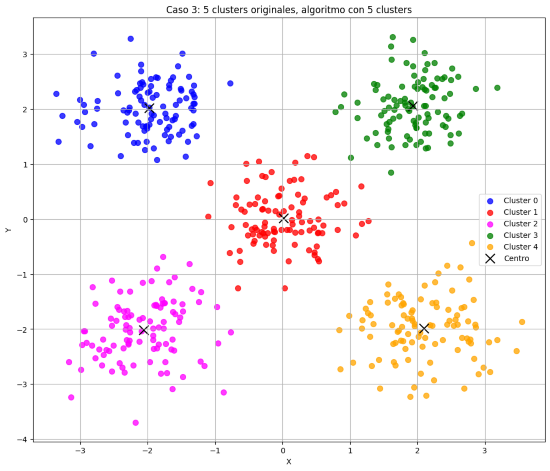 Caso 3: 5 clusters originales, algoritmo con 5 clusters
Y
3
2
1
0
−1
−2
−3
−4
Cluster 0
Cluster 1
Cluster 2
Cluster 3
Cluster 4
Centro
−3
−2
−1
0
1
2
3
X